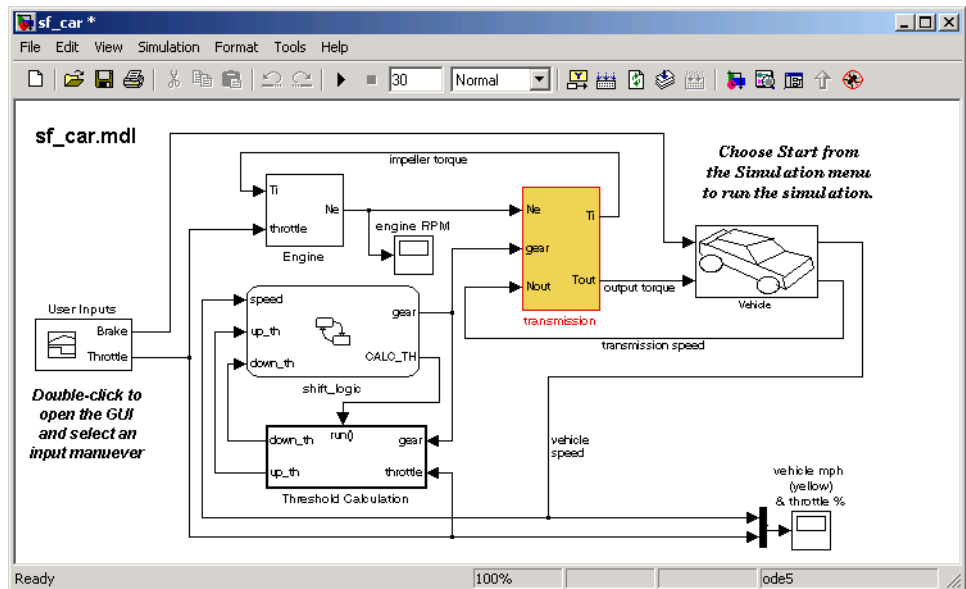 sf_car *
File Edit View Simulation Format Tools Help
30 Normal
sf_car.mdl
Choose Start from
the Simulation menu
to run the simulation.
impeller torque
Ti
Ne
throttle
Engine
engine RPM
Ne
Ti
gear
Nout
Tout
transmission
output torque
Vehicle
transmission speed
User Inputs
Brake
Throttle
Double-click to
open the GUI
and select an
input manuever
speed
gear
up_th
down_th
CALC_TH
shift_logic
down_th
run()
gear
up_th
throttle
Threshold Calculation
vehicle
speed
vehicle mph
(yellow)
& throttle %
Ready 100% ode5